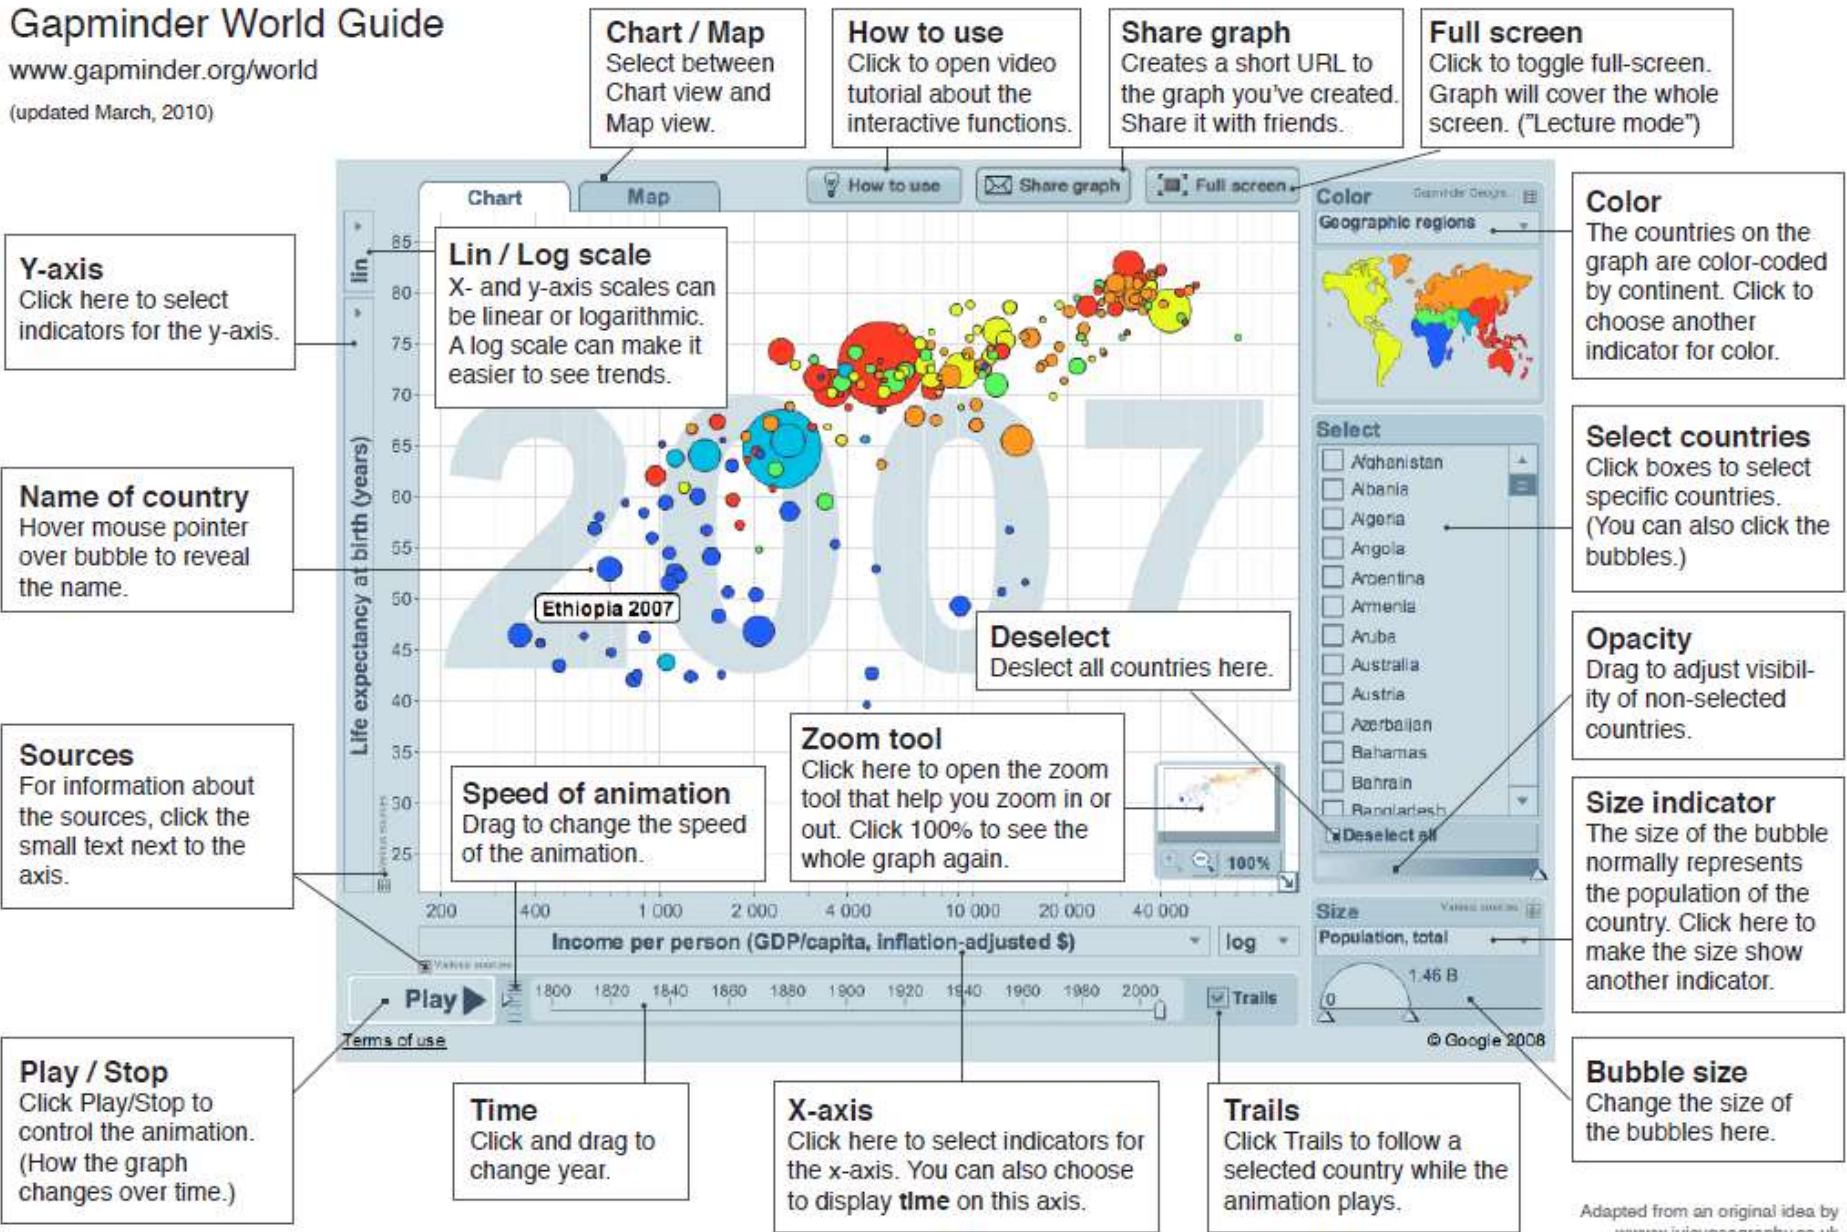 Gapminder World Guide
www.gapminder.org/world
(updated March, 2010)
Chart / Map
Select between
Chart view and
Map view.
How to use
Click to open video
tutorial about the
interactive functions.
Share graph
Creates a short URL to
the graph you've created.
Share it with friends.
Full screen
Click to toggle full-screen.
Graph will cover the whole
screen. ("Lecture mode")
Chart
Map
How to use
Share graph
Full screen
Y-axis
Click here to select
indicators for the y-axis.
Name of country
Hover mouse pointer
over bubble to reveal
the name.
Sources
For information about
the sources, click the
small text next to the
axis.
Play / Stop
Click Play/Stop to
control the animation.
(How the graph
changes over time.)
lin
Life expectancy at birth (years)
85
80
75
70
65
60
55
50
45
40
35
30
25
Lin / Log scale
X- and y-axis scales can
be linear or logarithmic.
A log scale can make it
easier to see trends.
2007
Ethiopia 2007
Deselect
Deslect all countries here.
Zoom tool
Click here to open the zoom
tool that help you zoom in or
out. Click 100% to see the
whole graph again.
Speed of animation
Drag to change the speed
of the animation.
100%
200 400 1 000 2 000 4 000 10 000 20 000 40 000
Income per person (GDP/capita, inflation-adjusted $)
log
Various sources
Play
1800 1820 1840 1860 1880 1900 1920 1940 1960 1980 2000
Trails
Terms of use
© Google 2008
Color
Geographic regions
Select
Afghanistan
Albania
Algeria
Angola
Argentina
Armenia
Aruba
Australia
Austria
Azerbaijan
Bahamas
Bahrain
Bangladesh
Deselect all
Size
Various sources
Population, total
1.46 B
0
Color
The countries on the
graph are color-coded
by continent. Click to
choose another
indicator for color.
Select countries
Click boxes to select
specific countries.
(You can also click the
bubbles.)
Opacity
Drag to adjust visibil-
ity of non-selected
countries.
Size indicator
The size of the bubble
normally represents
the population of the
country. Click here to
make the size show
another indicator.
Bubble size
Change the size of
the bubbles here.
Time
Click and drag to
change year.
X-axis
Click here to select indicators for
the x-axis. You can also choose
to display time on this axis.
Trails
Click Trails to follow a
selected country while the
animation plays.
Adapted from an original idea by